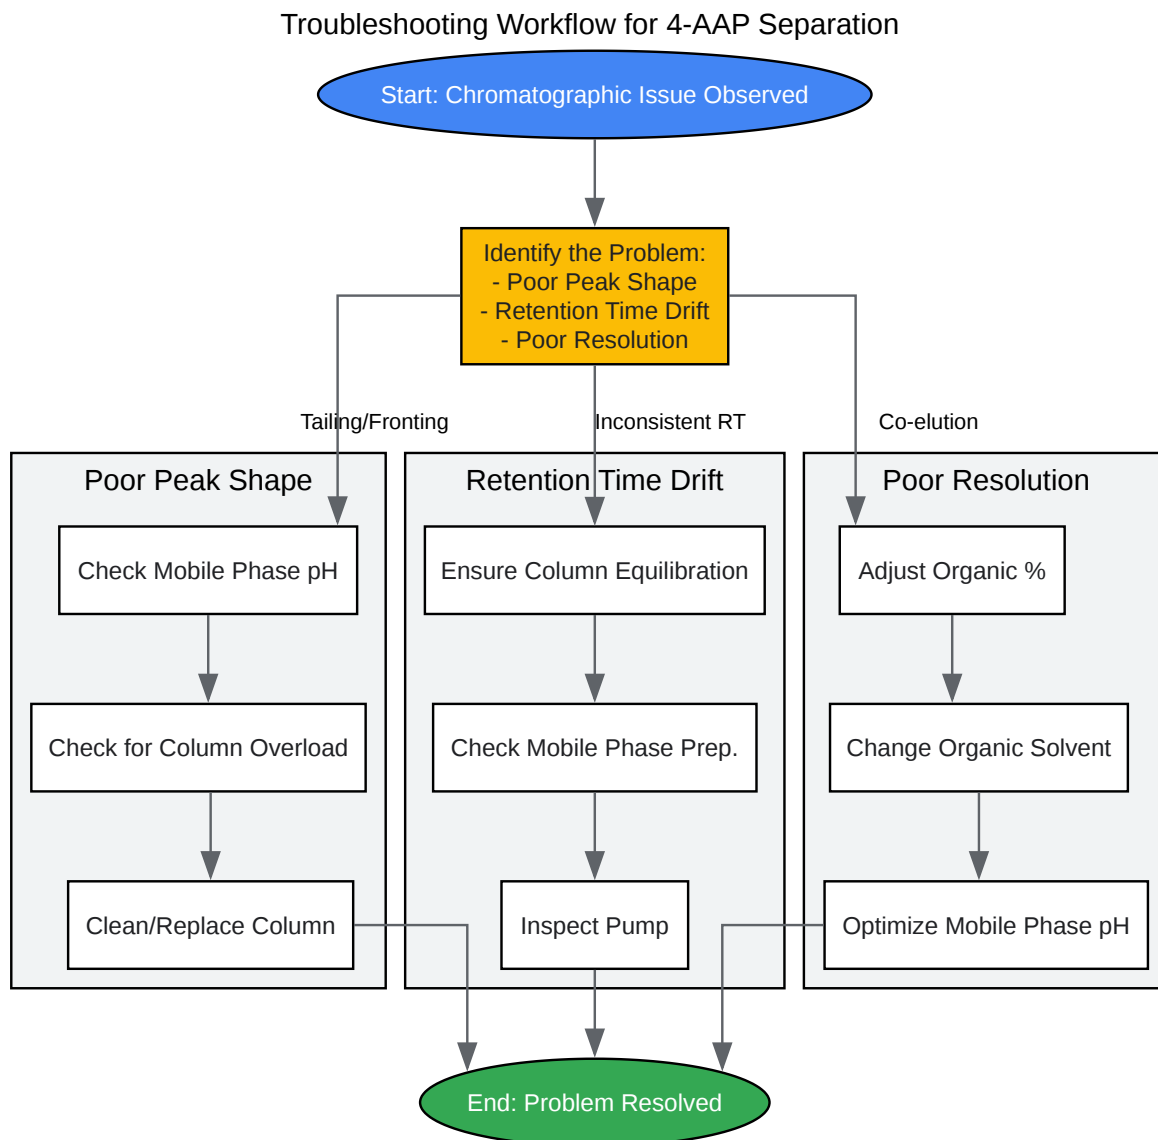 Troubleshooting Workflow for 4-AAP Separation
Start: Chromatographic Issue Observed
Identify the Problem:
- Poor Peak Shape
- Retention Time Drift
- Poor Resolution
Tailing/Fronting
Inconsistent RT
Co-elution
Poor Peak Shape
Check Mobile Phase pH
Check for Column Overload
Clean/Replace Column
Retention Time Drift
Ensure Column Equilibration
Check Mobile Phase Prep.
Inspect Pump
Poor Resolution
Adjust Organic %
Change Organic Solvent
Optimize Mobile Phase pH
End: Problem Resolved